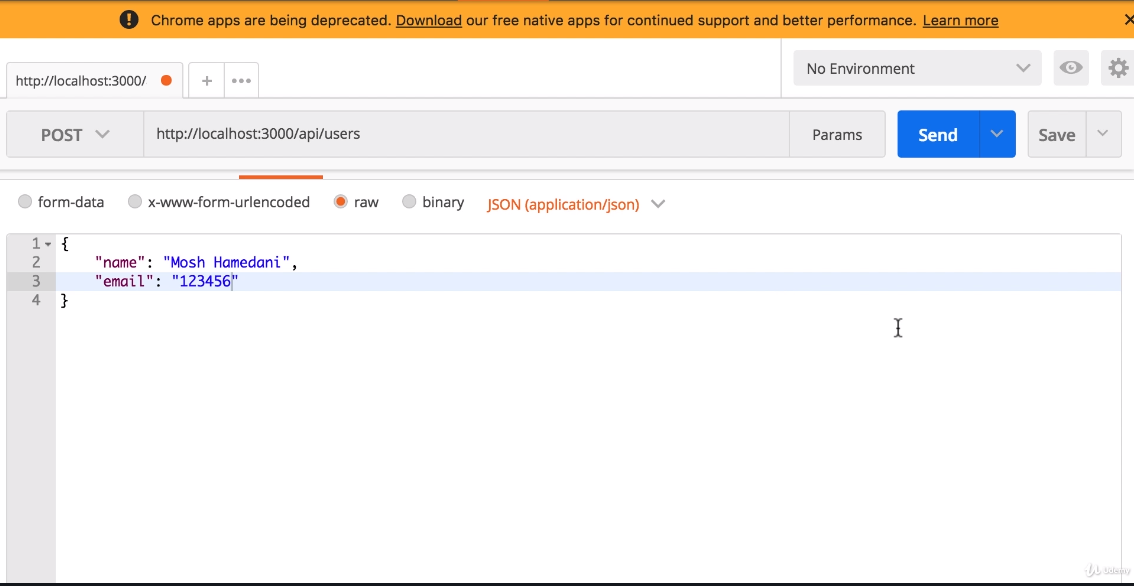 Chrome apps are being deprecated. Download our free native apps for continued support and better performance. Learn more
http://localhost:3000/
No Environment
POST http://localhost:3000/api/users Params Send Save
form-data x-www-form-urlencoded raw binary JSON (application/json)
1 {
2 "name": "Mosh Hamedani",
3 "email": "123456"
4 }
Udemy